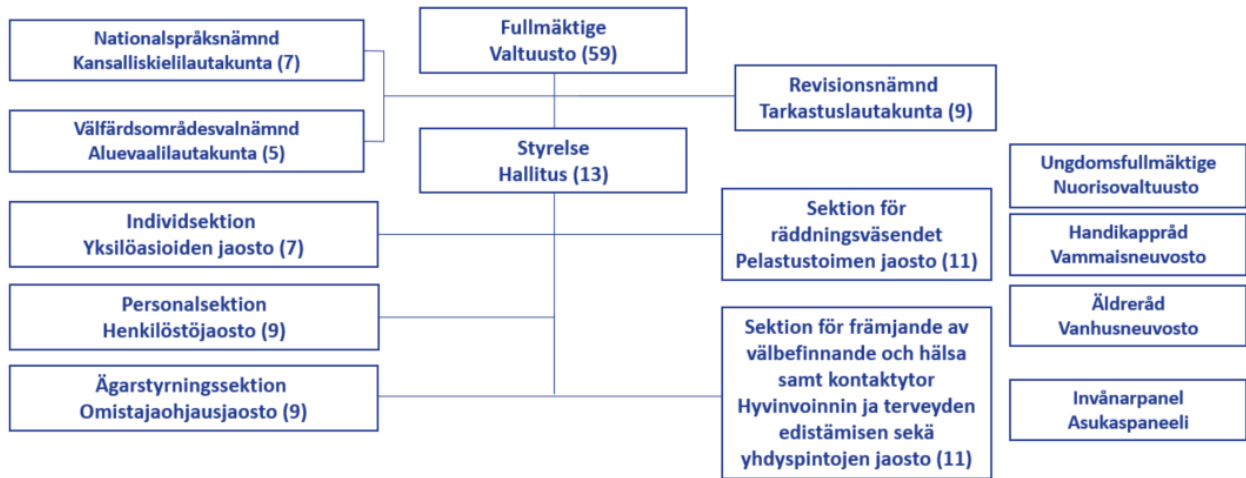 Nationalspråksnämnd
Kansalliskielilautakunta (7)
Fullmäktige
Valtuusto (59)
Revisionsnämnd
Tarkastuslautakunta (9)
Välfärdsområdesvalnämnd
Aluevaalilautakunta (5)
Styrelse
Hallitus (13)
Ungdomsfullmäktige
Nuorisovaltuusto
Individsektion
Yksilöasioiden jaosto (7)
Sektion för
räddningsväsendet
Pelastustoimen jaosto (11)
Handikappråd
Vammaisneuvosto
Personalsektion
Henkilöstöjaosto (9)
Äldreråd
Vanhusneuvosto
Sektion för främjande av
välbefinnande och hälsa
samt kontaktytor
Hyvinvoinnin ja terveyden
edistämisen sekä
yhdyspintojen jaosto (11)
Ägarstyrningssektion
Omistajaohjausjaosto (9)
Invånarpanel
Asukaspaneeli